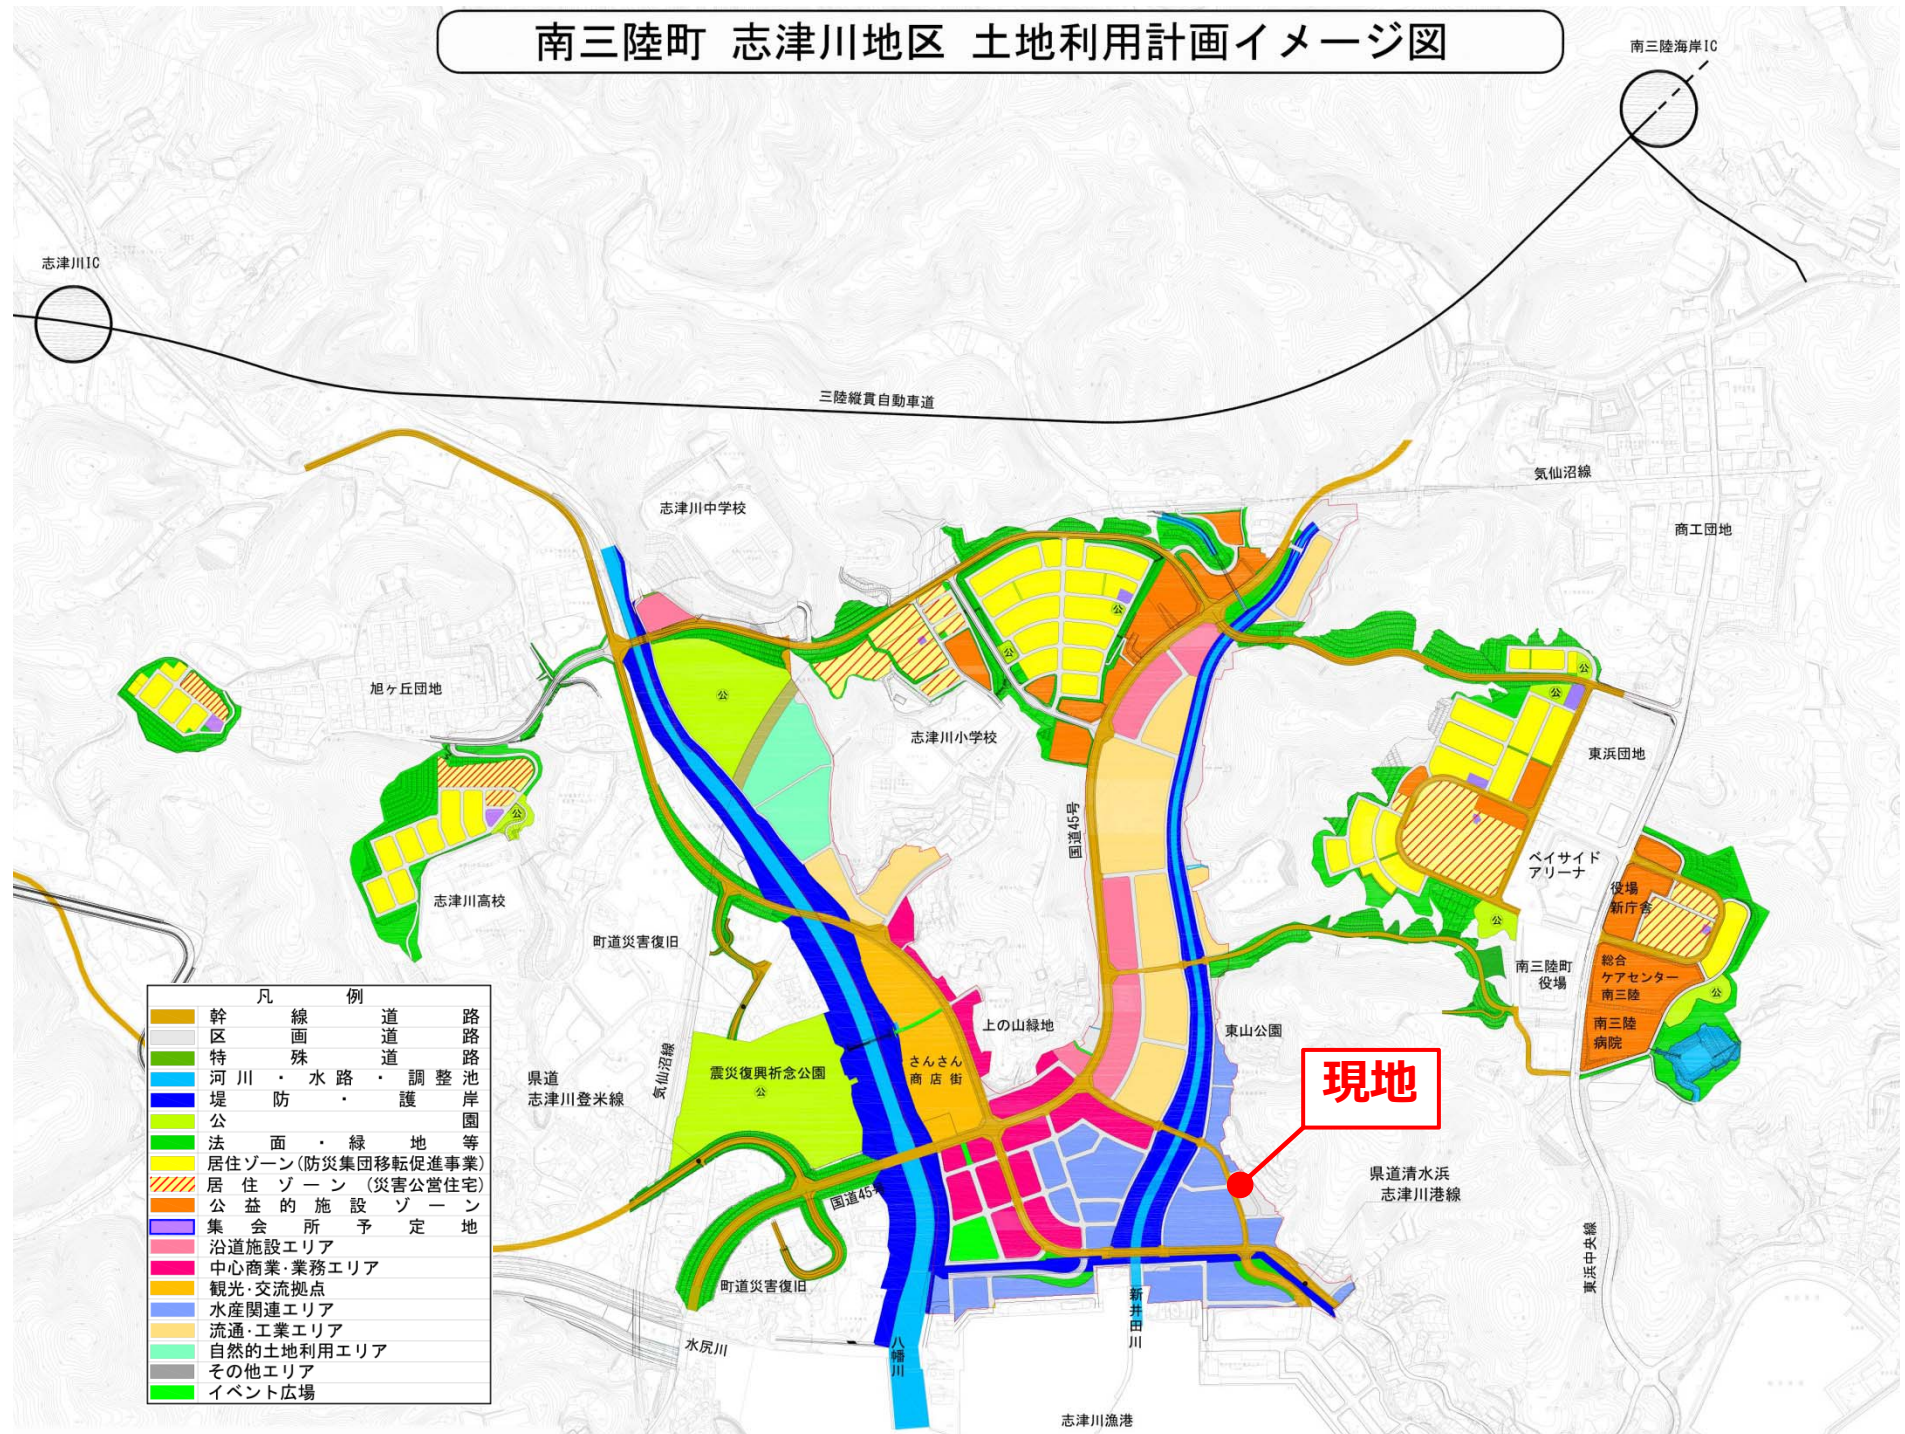 南三陸町 志津川地区 土地利用計画イメージ図
南三陸海岸IC
志津川IC
三陸縦貫自動車道
気仙沼線
志津川中学校
商工団地
公
公
公
旭ヶ丘団地
公
公
志津川小学校
東浜団地
国道45号
公
ベイサイド
アリーナ
役場
新庁舎
志津川高校
公
町道災害復旧
総合
ケアセンター
南三陸
南三陸町
役場
公
上の山緑地
東山公園
南三陸
病院
気仙沼線
震災復興祈念公園
公
さんさん
商店街
県道
志津川登米線
現地
県道清水浜
志津川港線
国道45号
東浜中央線
町道災害復旧
新井田川
水尻川
八幡川
志津川漁港
凡例
幹線道路
区画道路
特殊道路
河川・水路・調整池
堤防・護岸
公園
法面・緑地等
居住ゾーン(防災集団移転促進事業)
居住ゾーン(災害公営住宅)
公益的施設ゾーン
集会所予定地
沿道施設エリア
中心商業・業務エリア
観光・交流拠点
水産関連エリア
流通・工業エリア
自然的土地利用エリア
その他エリア
イベント広場